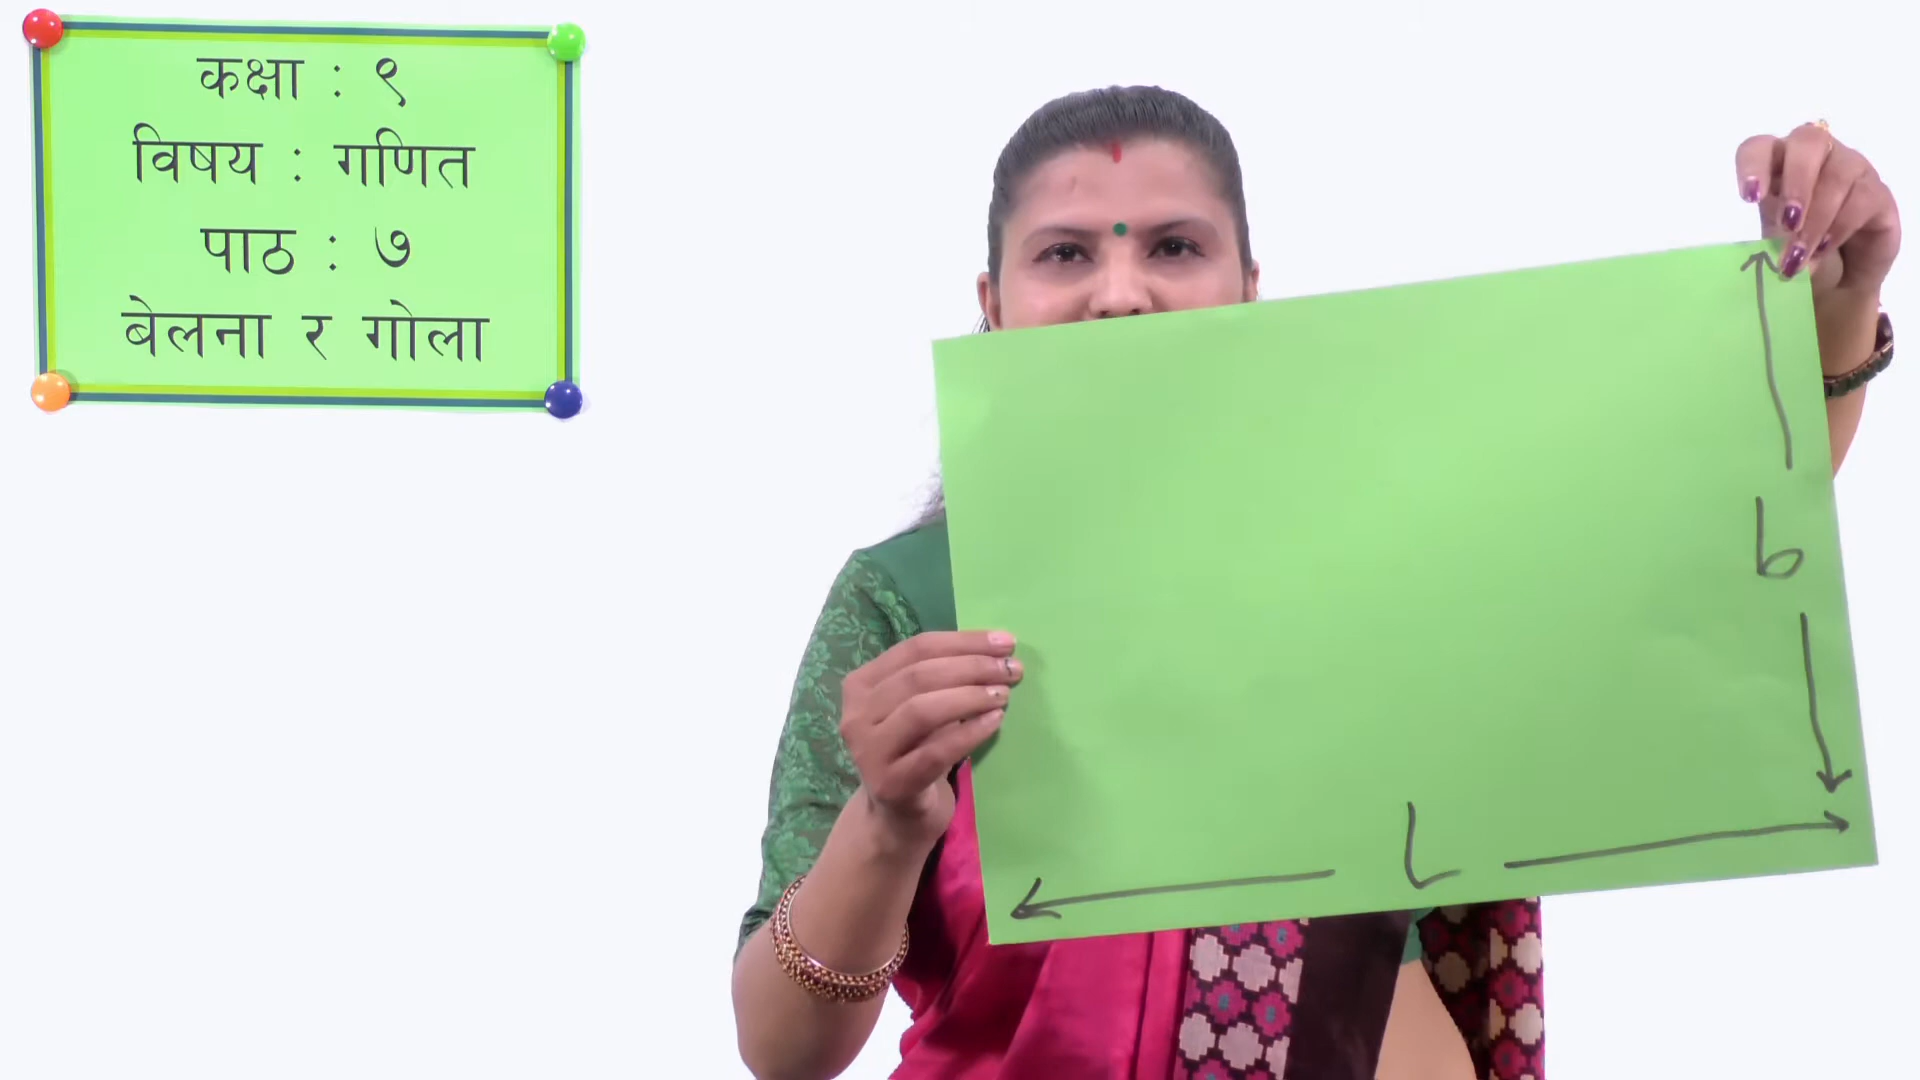 कक्षा : ९
विषय : गणित
पाठ : ७
बेलना र गोला
b
L